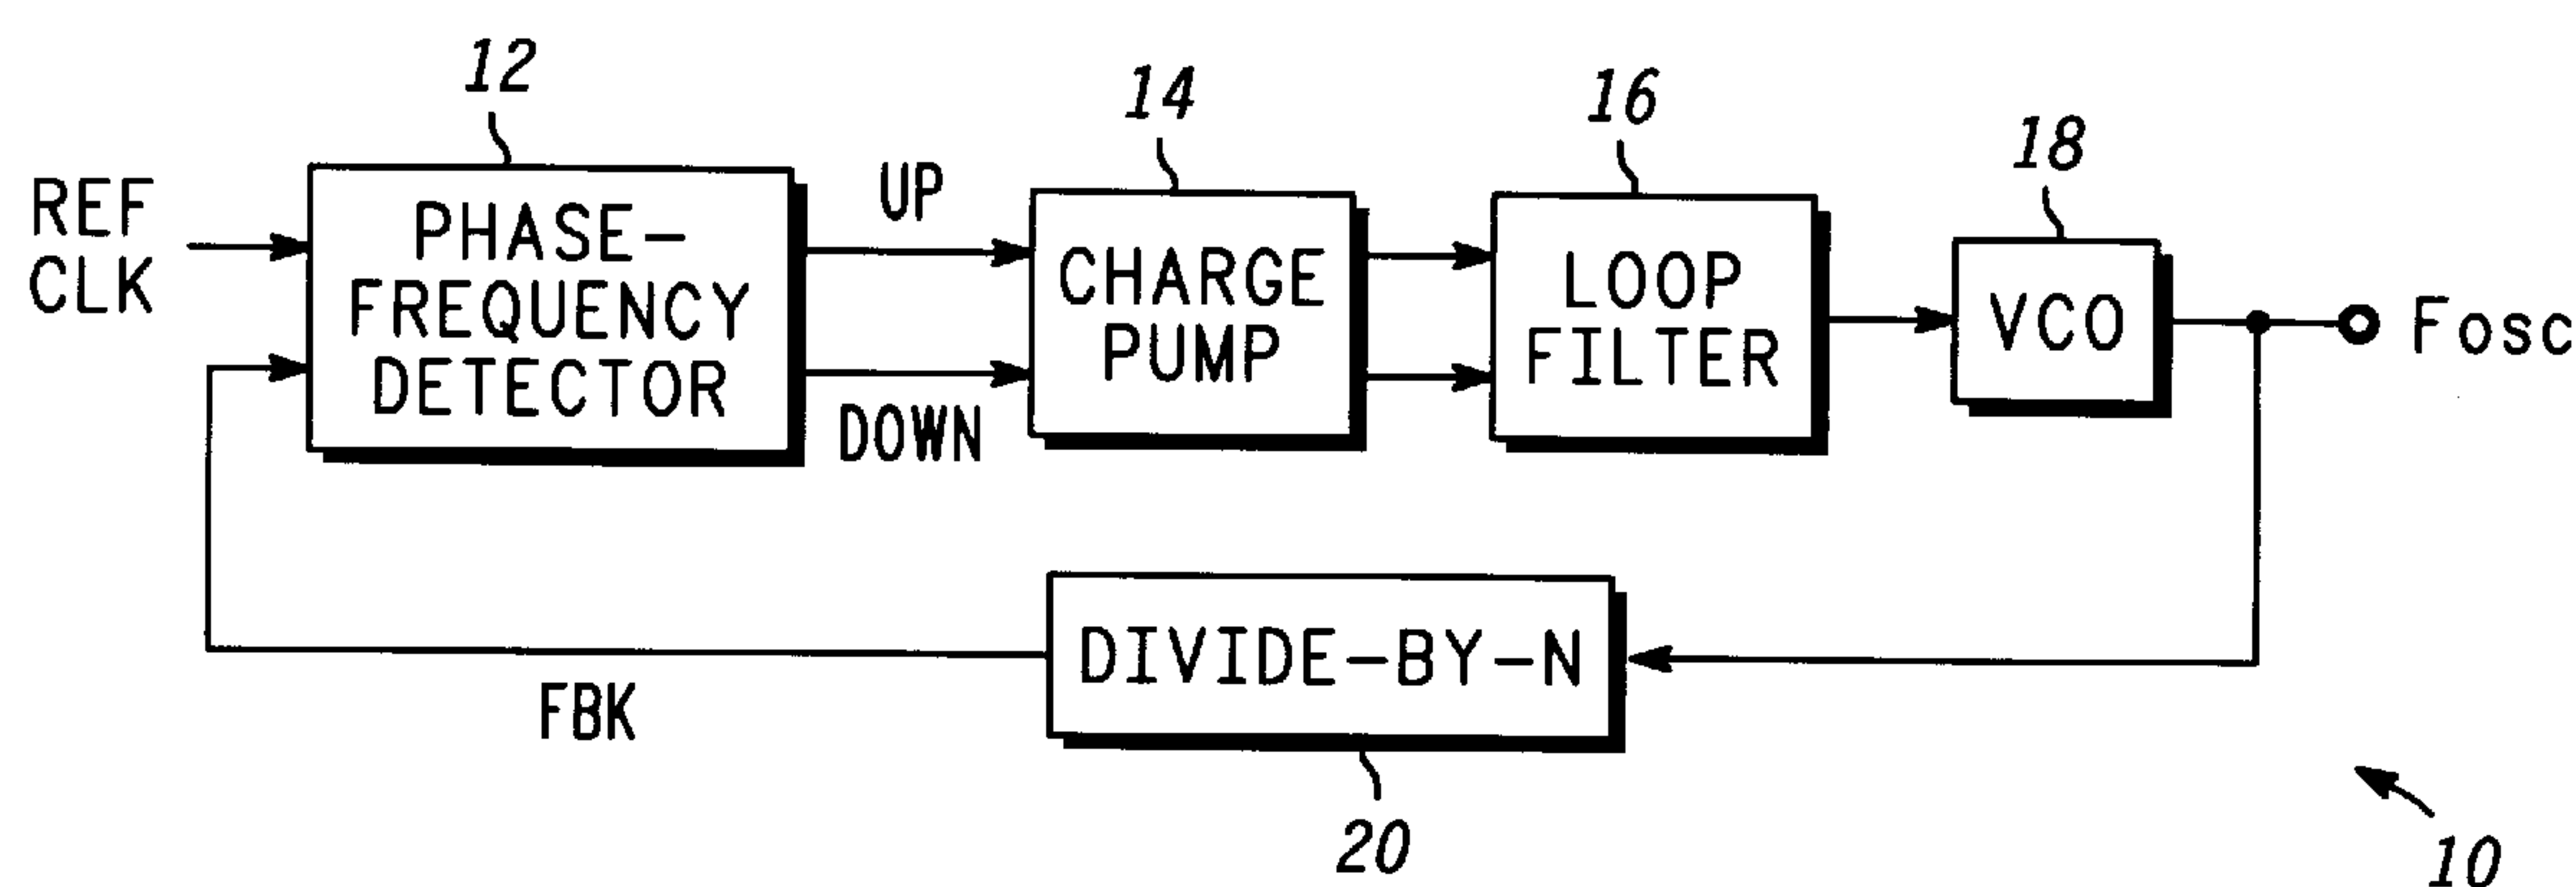 12
14
16
18
REF
CLK
PHASE-
FREQUENCY
DETECTOR
UP
DOWN
CHARGE
PUMP
LOOP
FILTER
VCO
Fosc
DIVIDE-BY-N
FBK
20
10